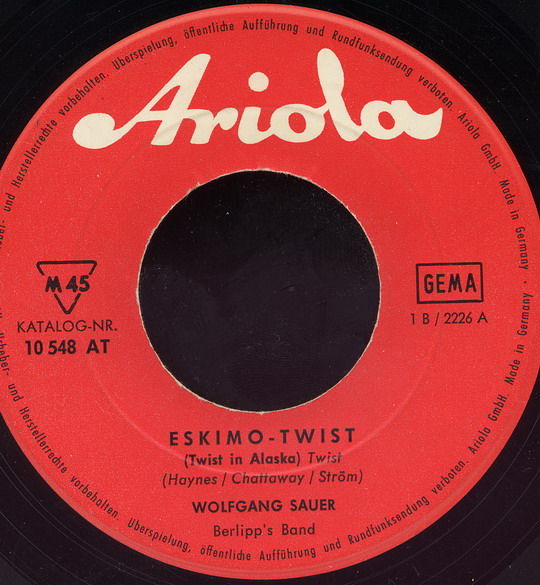 Ariola
Urheber- und Herstellerrechte vorbehalten. Überspielung, öffentliche Aufführung und Rundfunksendung verboten. Ariola GmbH. Made in Germany ·
M 45
KATALOG-NR.
10 548 AT
GEMA
1 B / 2226 A
ESKIMO-TWIST
(Twist in Alaska) Twist
(Haynes / Chattaway / Ström)
WOLFGANG SAUER
Berlipp's Band
Urheber- und Herstellerrechte vorbehalten. Überspielung, öffentliche Aufführung und Rundfunksendung verboten. Ariola GmbH. Made in Germany ·